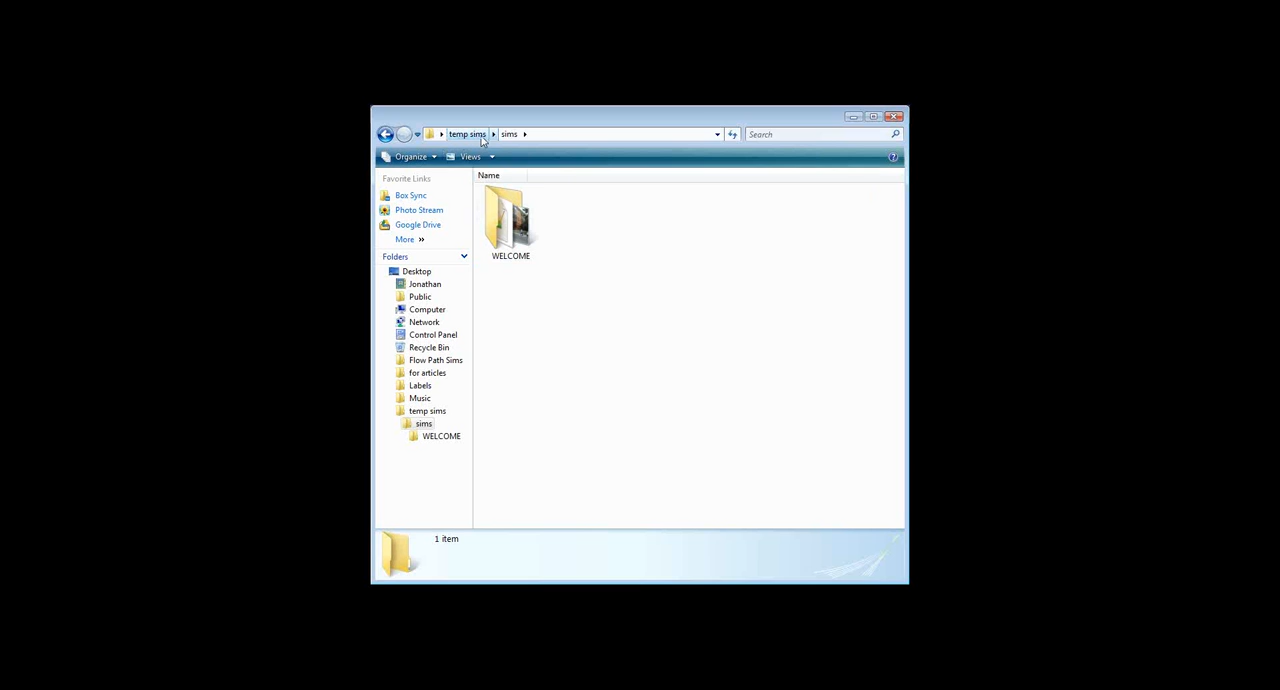 temp sims sims
Search
Organize Views
Favorite Links
Name
Box Sync
Photo Stream
Google Drive
More
Folders
WELCOME
Desktop
Jonathan
Public
Computer
Network
Control Panel
Recycle Bin
Flow Path Sims
for articles
Labels
Music
temp sims
sims
WELCOME
1 item